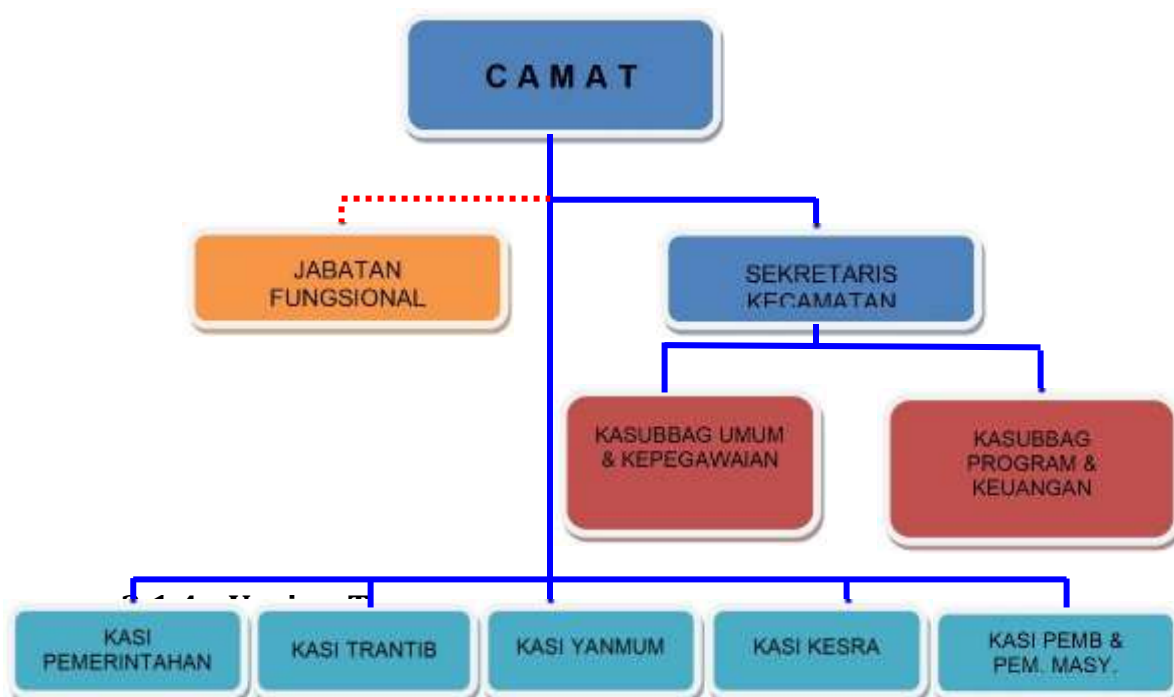 C A M A T
JABATAN
FUNGSIONAL
SEKRETARIS
KECAMATAN
KASUBBAG UMUM
& KEPEGAWAIAN
KASUBBAG
PROGRAM &
KEUANGAN
KASI
PEMERINTAHAN
KASI TRANTIB
KASI YANMUM
KASI KESRA
KASI PEMB &
PEM. MASY.